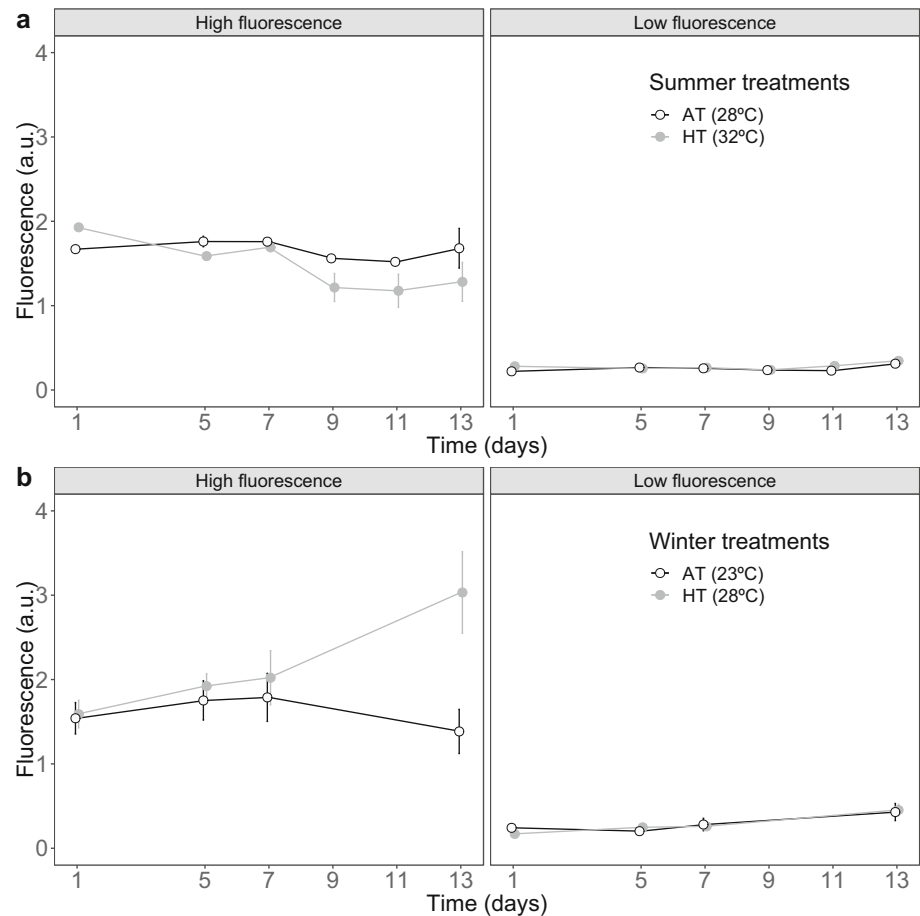 a
High fluorescence
Low fluorescence
Fluorescence (a.u.)
4
3
2
1
0
Summer treatments
AT (28ºC)
HT (32ºC)
1 5 7 9 11 13
1 5 7 9 11 13
Time (days)
b
High fluorescence
Low fluorescence
Fluorescence (a.u.)
4
3
2
1
0
Winter treatments
AT (23ºC)
HT (28ºC)
1 5 7 9 11 13
1 5 7 9 11 13
Time (days)